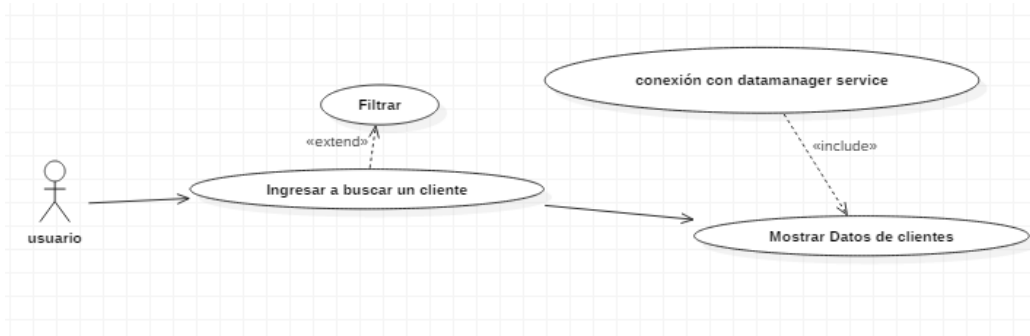 conexión con datamanager service
Filtrar
«extend»
«include»
Ingresar a buscar un cliente
usuario
Mostrar Datos de clientes